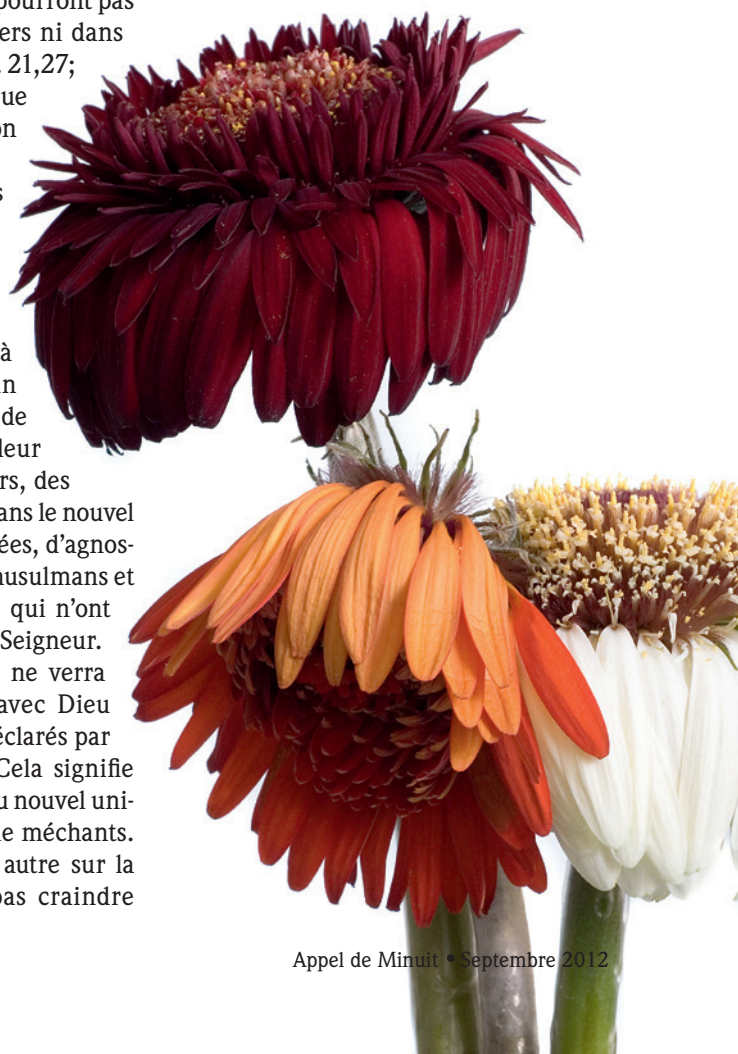 pourront pas
ers ni dans
21,27;
ue
on
s
à
in
de
leur
rs, des
ans le nouvel
ées, d'agnos-
musulmans et
qui n'ont
Seigneur.
ne verra
avec Dieu
éclarés par
Cela signifie
u nouvel uni-
e méchants.
autre sur la
pas craindre
Appel de Minuit • Septembre 2012